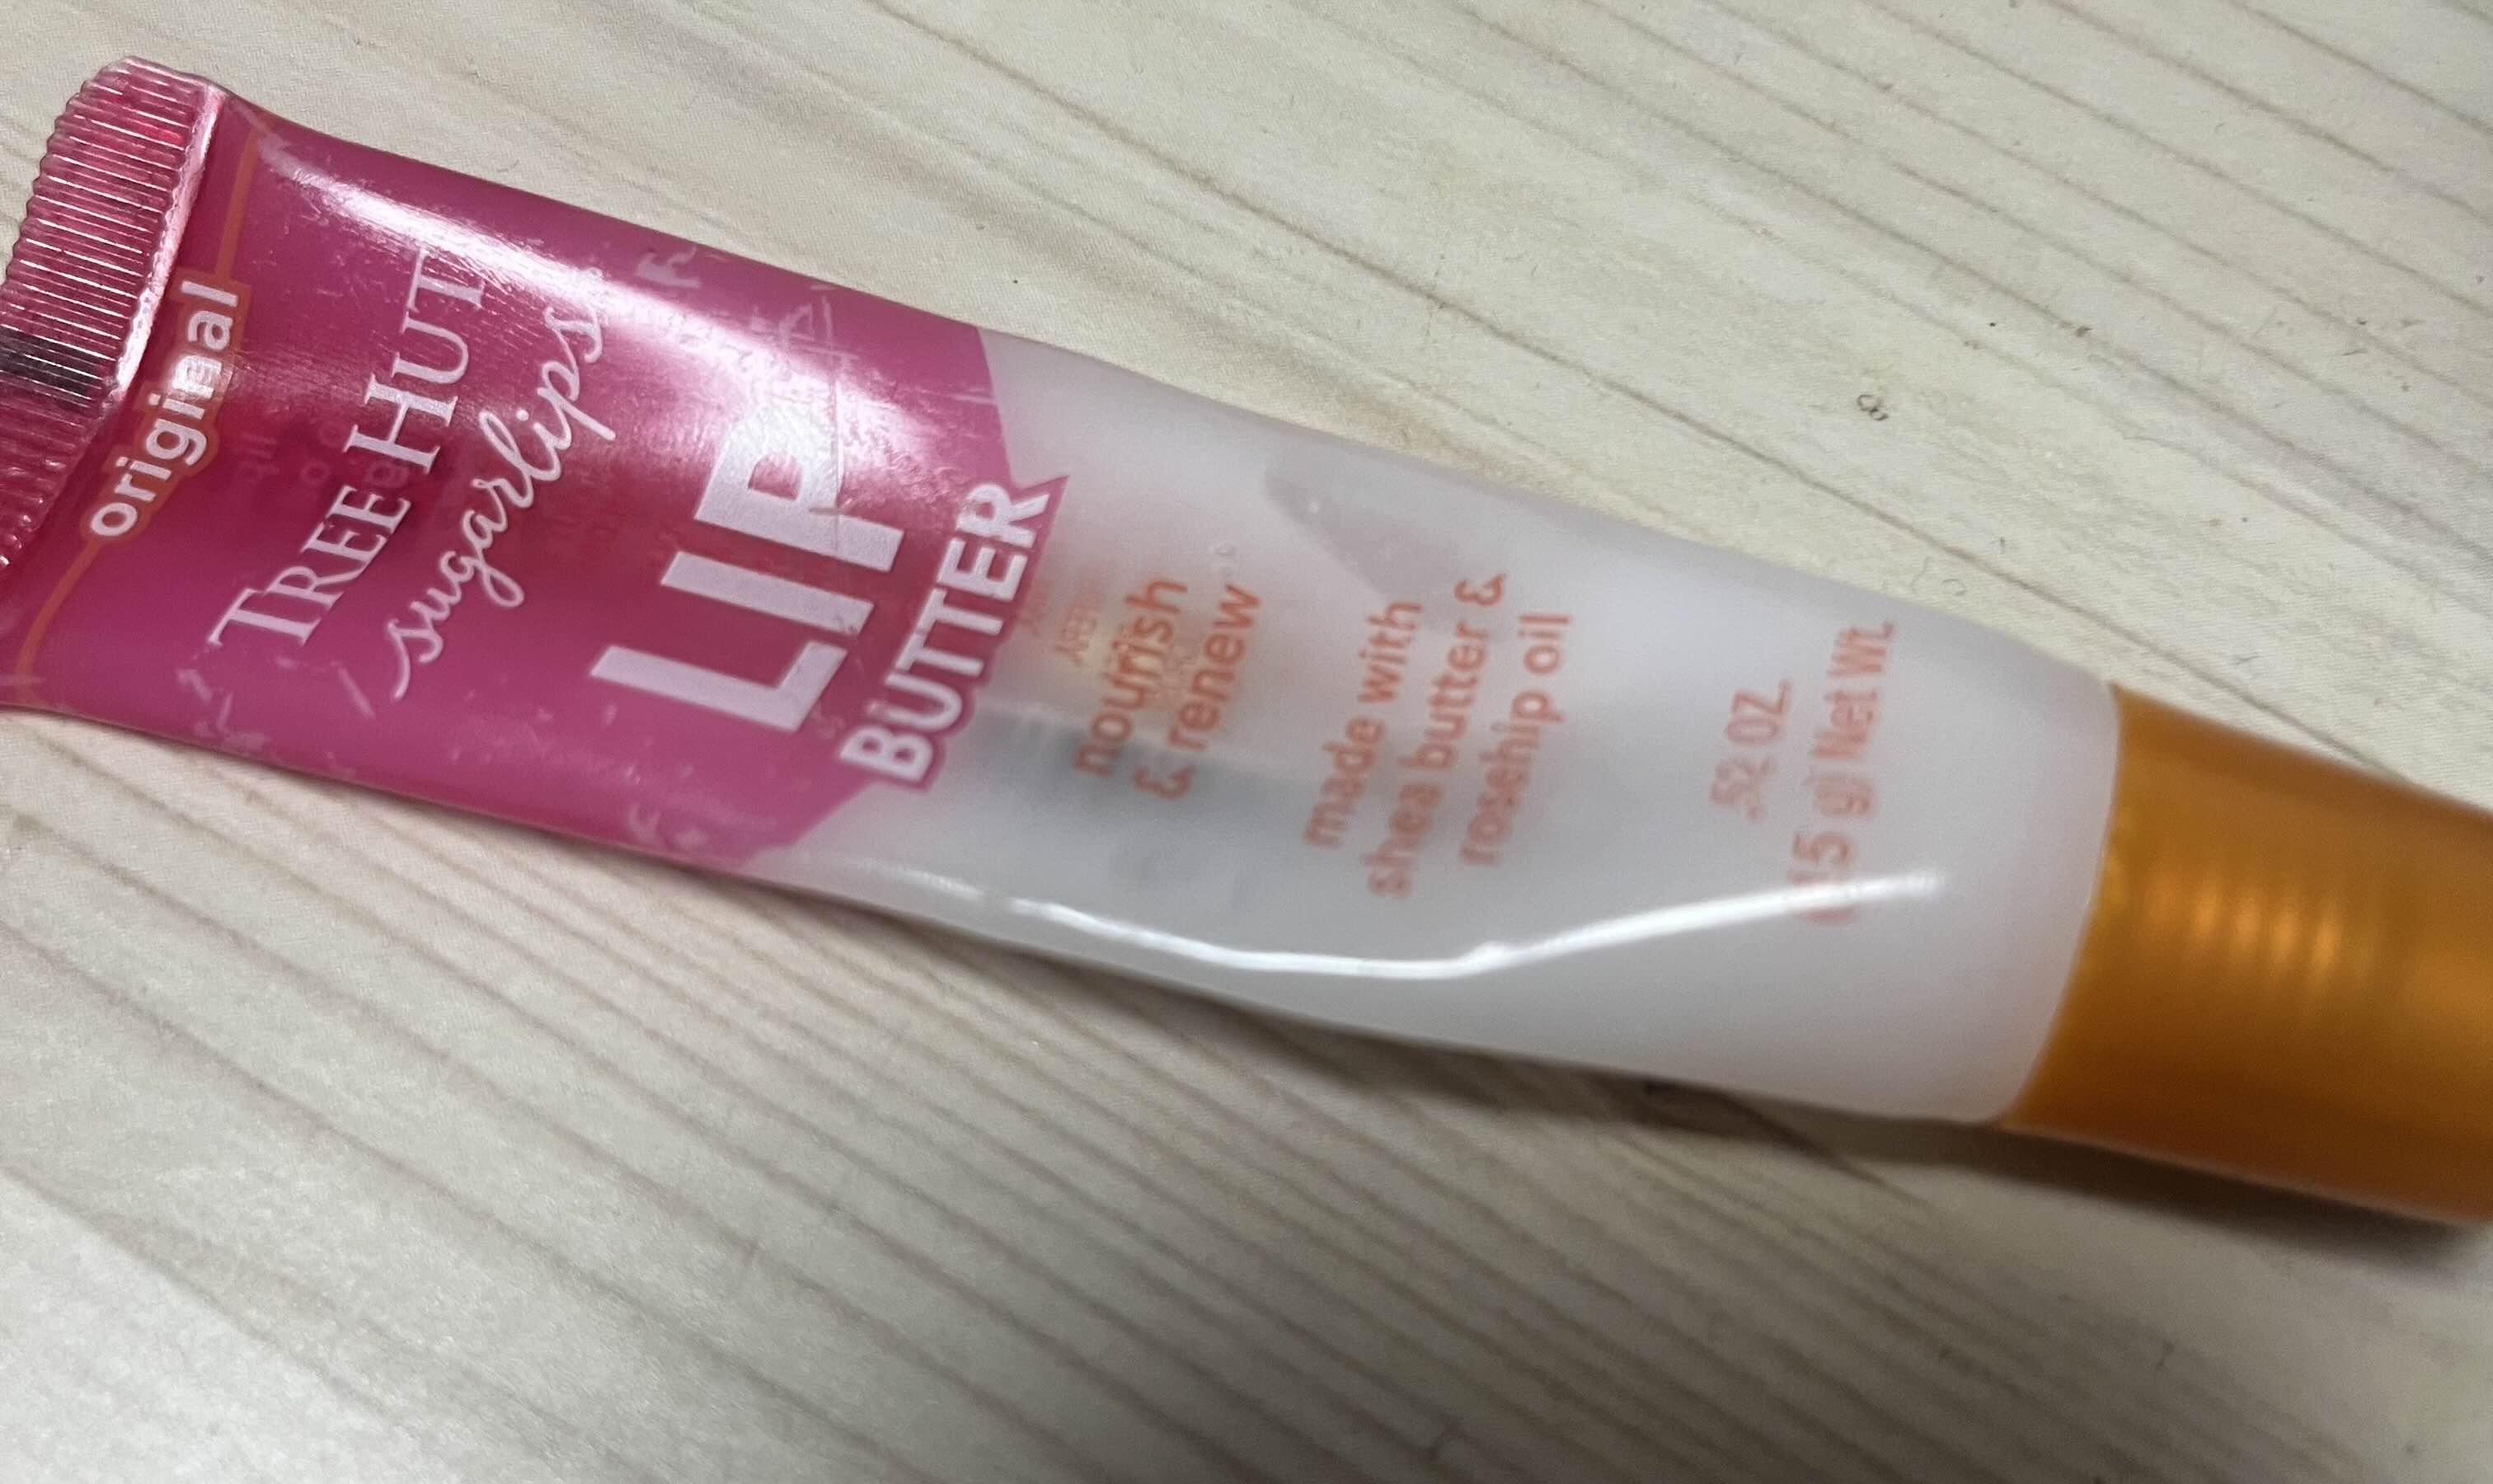 original
TREE HUT
sugarlips
LIP
BUTTER
nourish
& renew
made with
shea butter &
rosehip oil
.52 OZ.
15 g/ Net Wt.